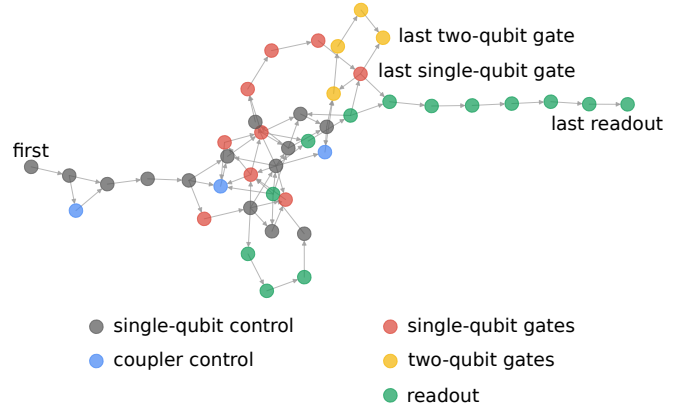 last two-qubit gate
last single-qubit gate
last readout
first
single-qubit control
single-qubit gates
coupler control
two-qubit gates
readout